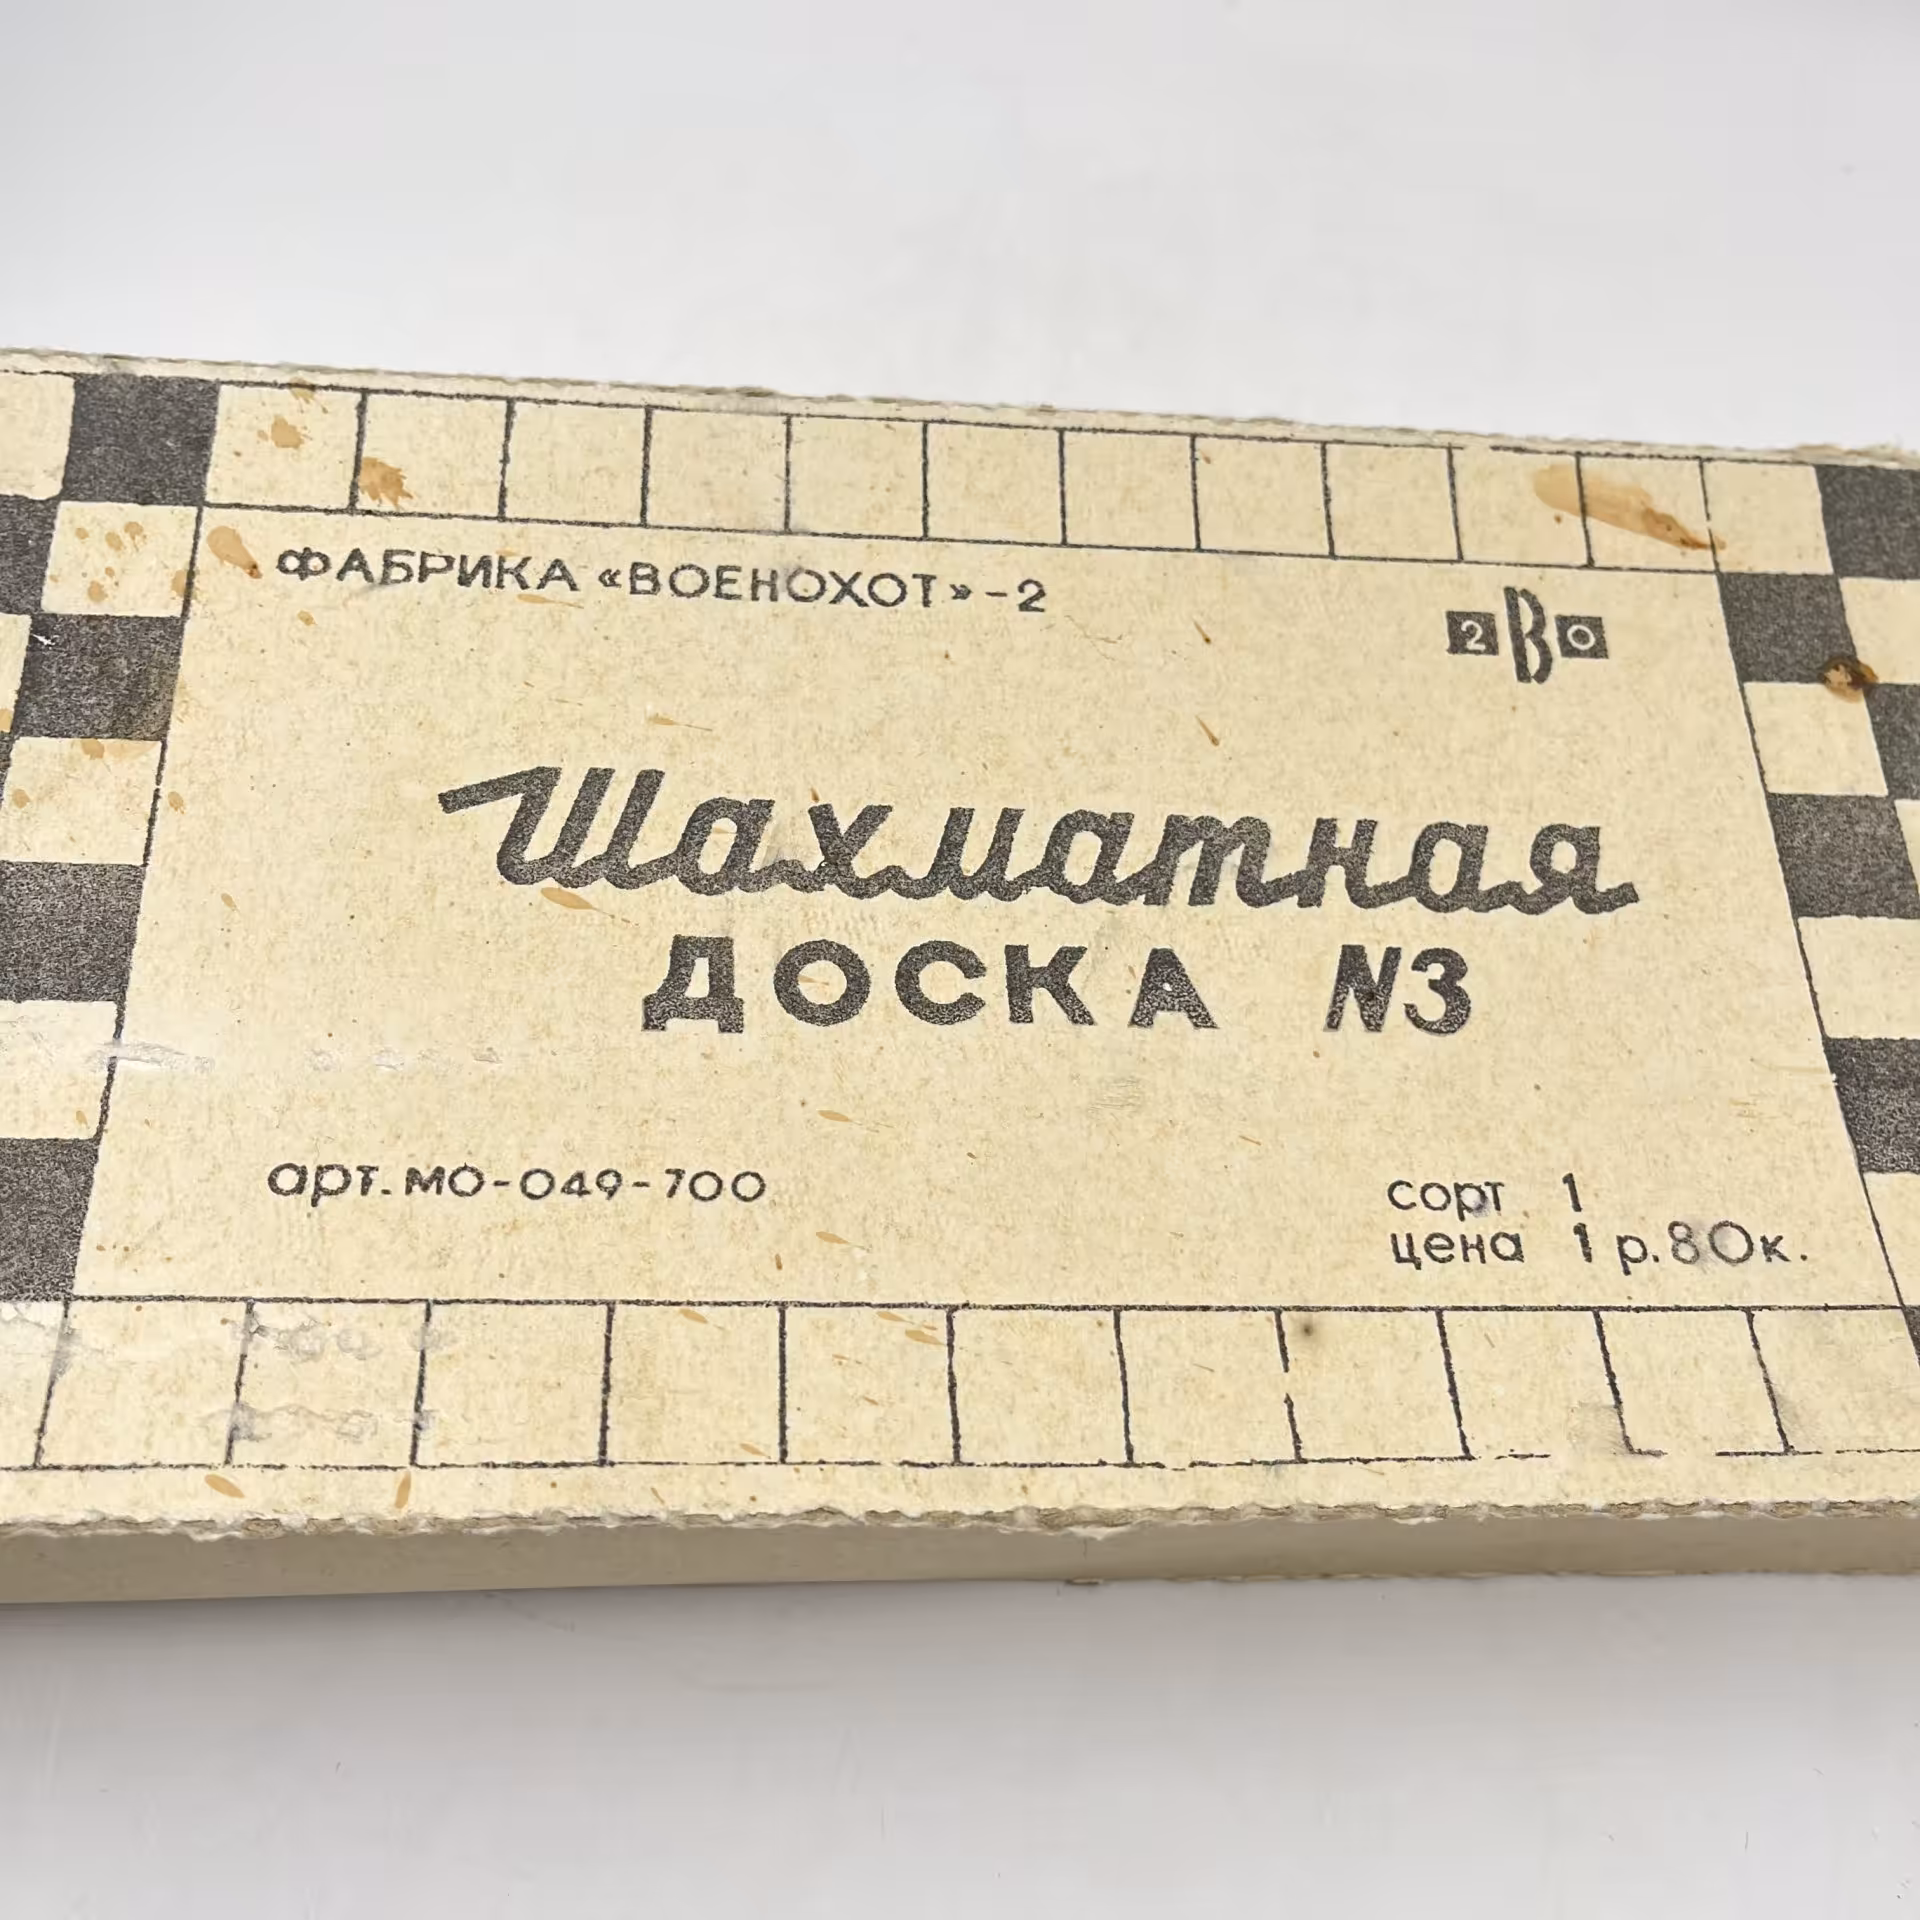 ФАБРИКА «ВОЕНОХОТ»-2
2 В О
Шахматная
ДОСКА N3
арт. МО-049-700
сорт 1
цена 1 р. 80к.